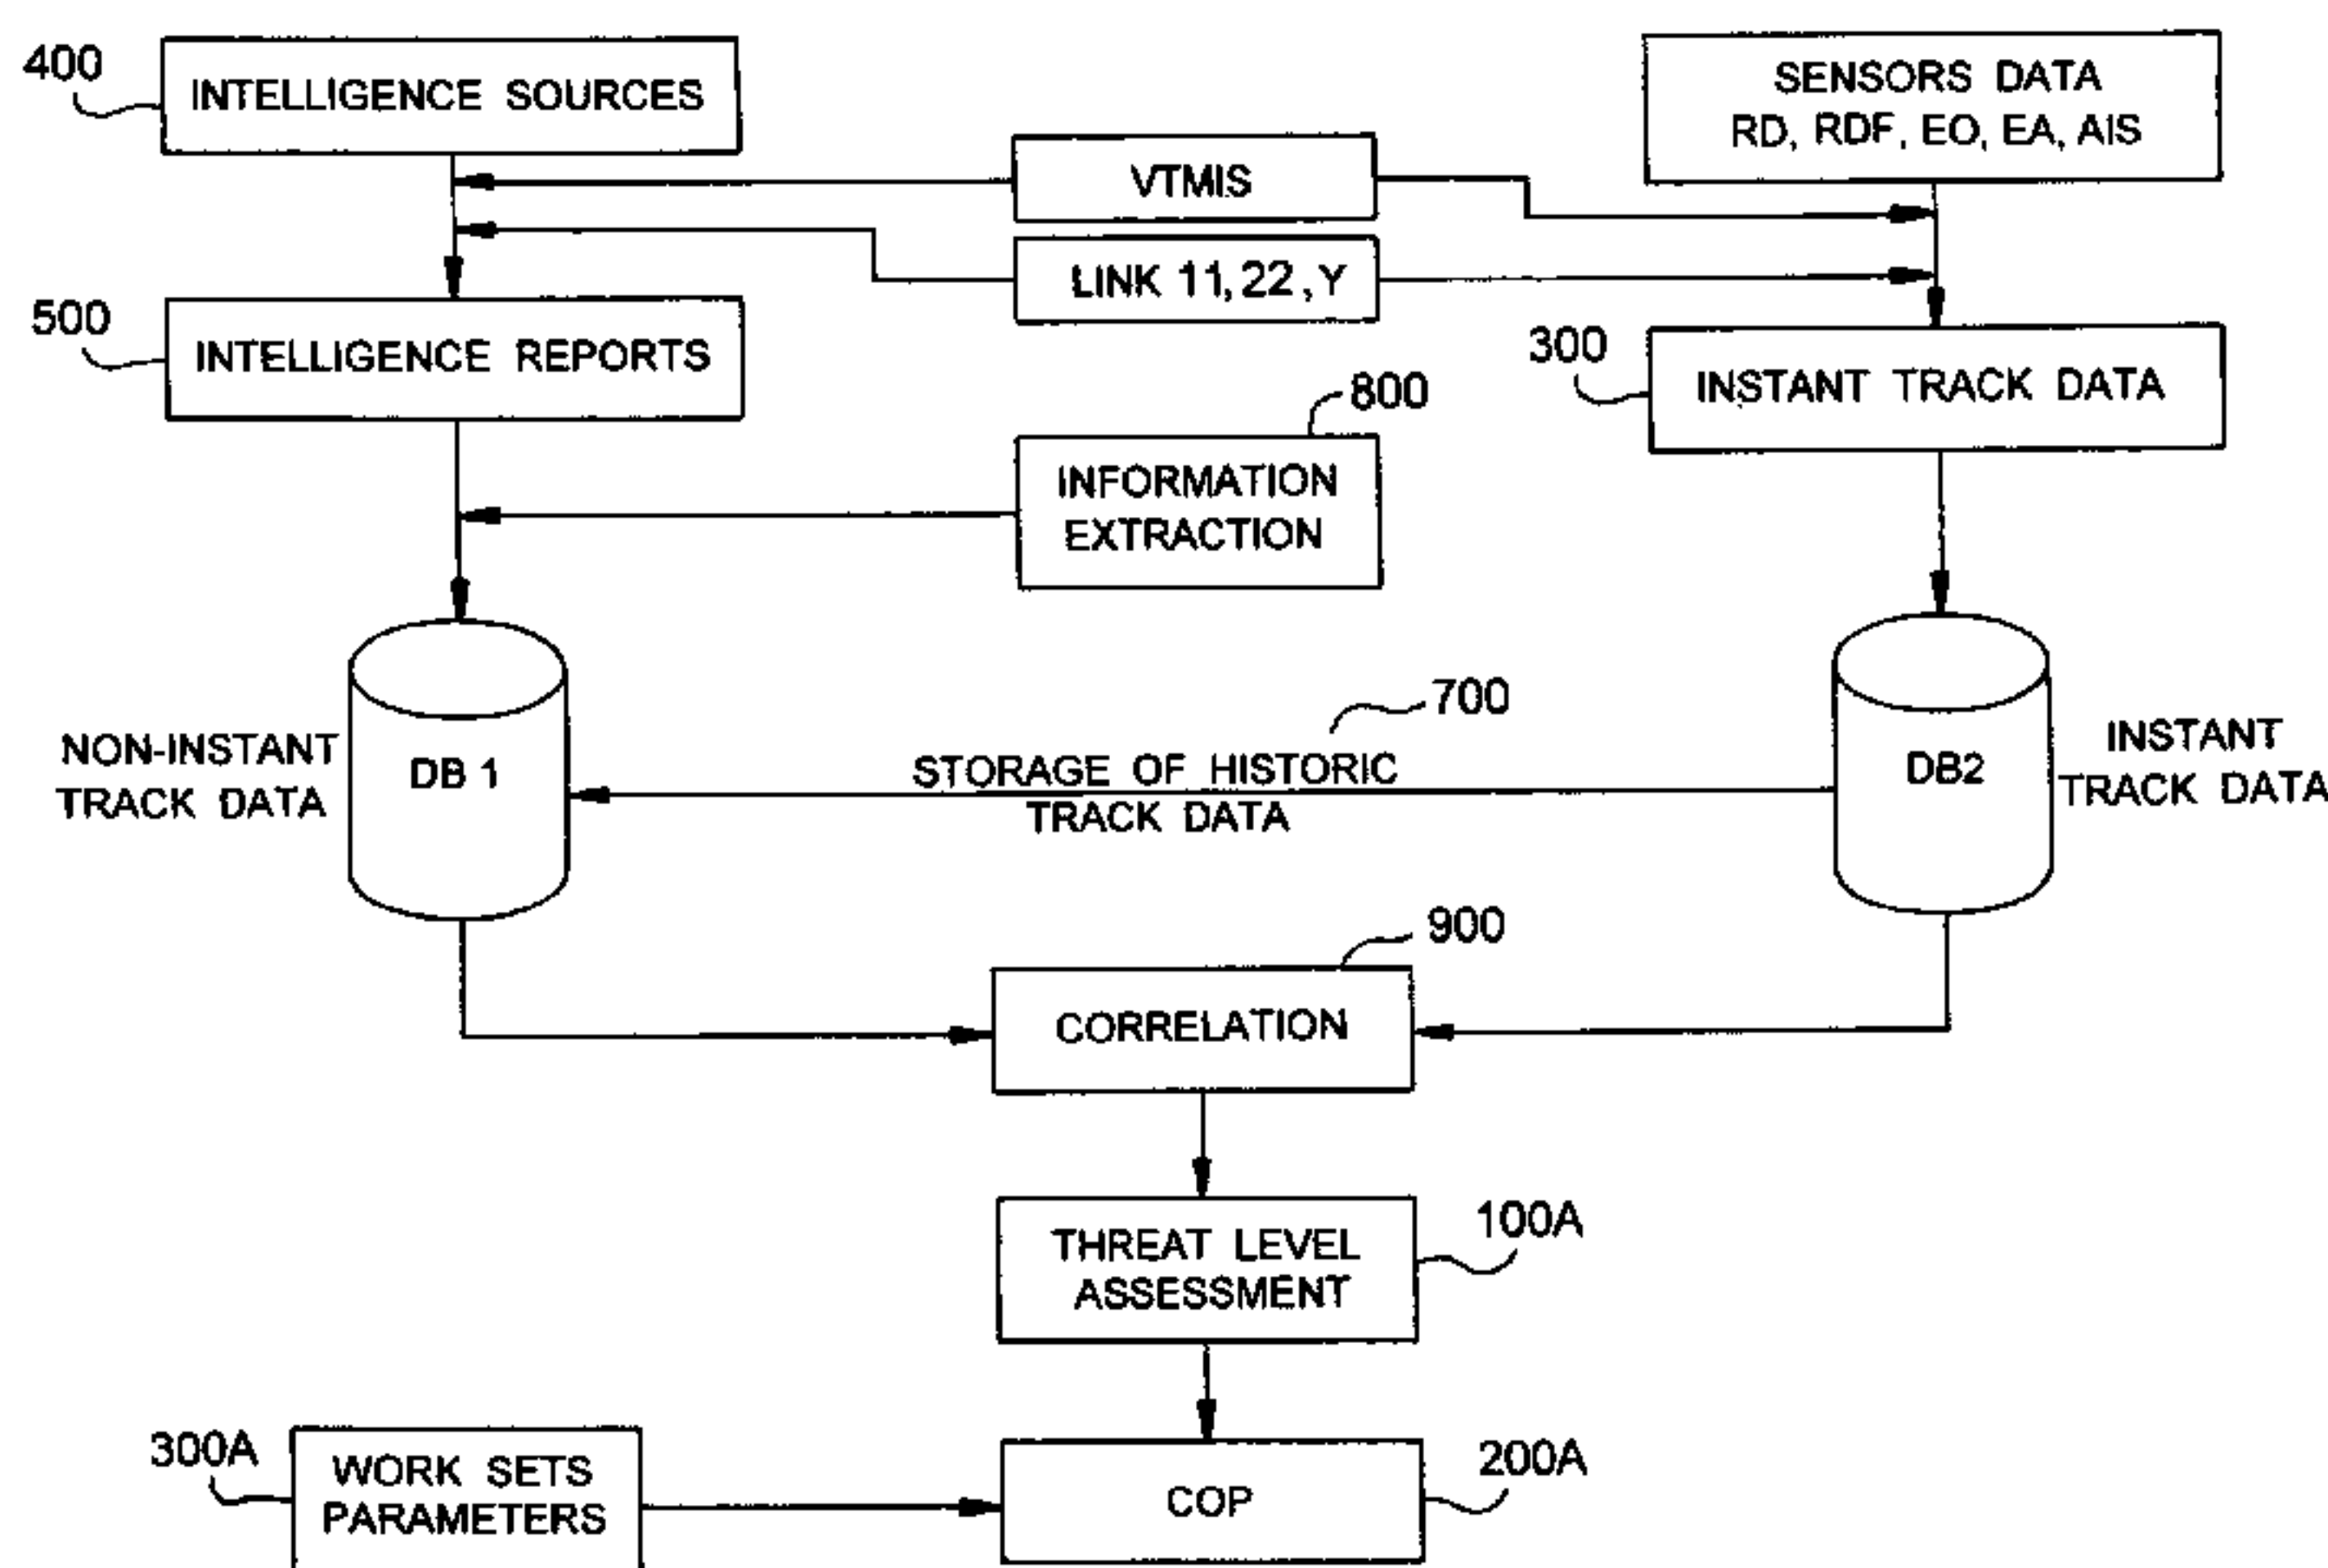 400
INTELLIGENCE SOURCES
SENSORS DATA
RD, RDF, EO, EA, AIS
VTMIS
LINK 11, 22, Y
500
INTELLIGENCE REPORTS
300
INSTANT TRACK DATA
800
INFORMATION
EXTRACTION
NON-INSTANT
TRACK DATA
DB 1
700
STORAGE OF HISTORIC
TRACK DATA
DB2
INSTANT
TRACK DATA
900
CORRELATION
THREAT LEVEL
ASSESSMENT
100A
300A
WORK SETS
PARAMETERS
COP
200A